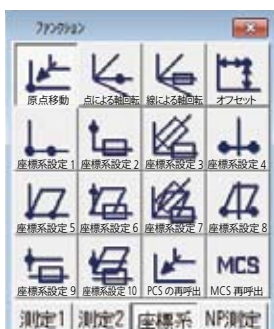 ファンクション
原点移動 点による軸回転 線による軸回転 オフセット
座標系設定1 座標系設定2 座標系設定3 座標系設定4
座標系設定5 座標系設定6 座標系設定7 座標系設定8
MCS
座標系設定9 座標系設定10 PCSの再呼出 MCS 再呼出
測定1 測定2 座標系 NP測定